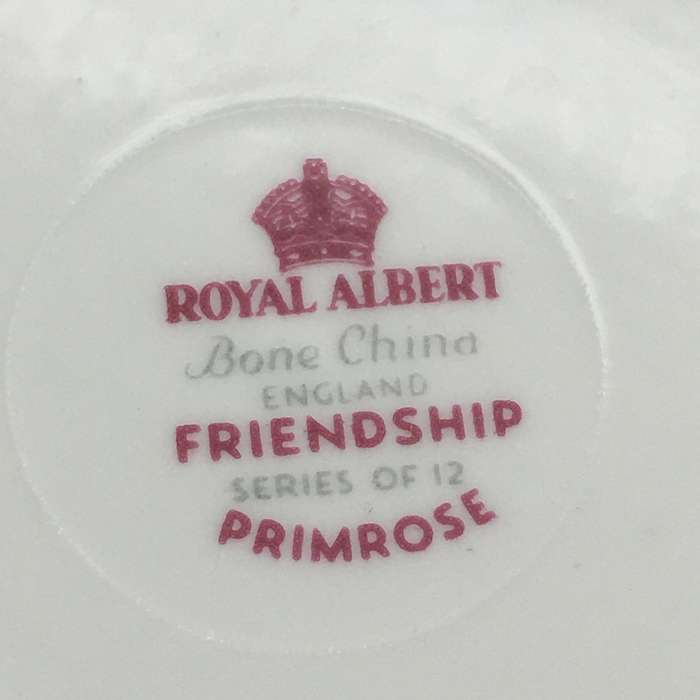 ROYAL ALBERT
Bone China
ENGLAND
FRIENDSHIP
SERIES OF 12
PRIMROSE